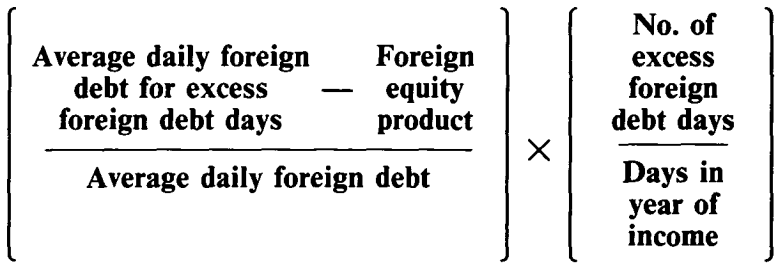 Average daily foreign
debt for excess
foreign debt days
—
Foreign
equity
product
Average daily foreign debt
×
No. of
excess
foreign
debt days
Days in
year of
income